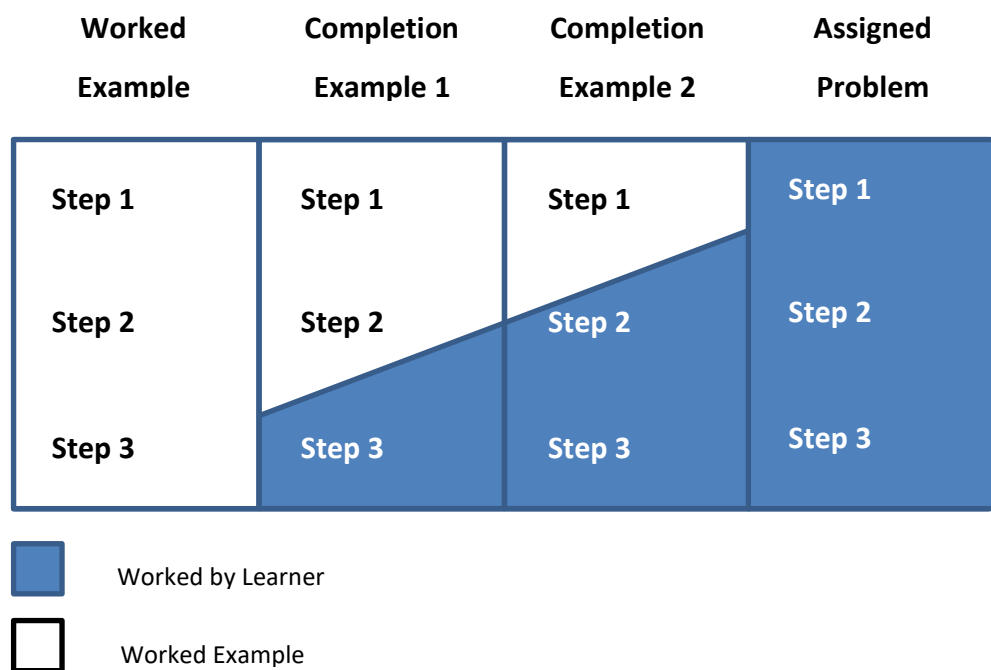 Worked Completion Completion Assigned
Example Example 1 Example 2 Problem
Step 1 Step 1 Step 1 Step 1
Step 2 Step 2 Step 2 Step 2
Step 3 Step 3 Step 3 Step 3
Worked by Learner
Worked Example